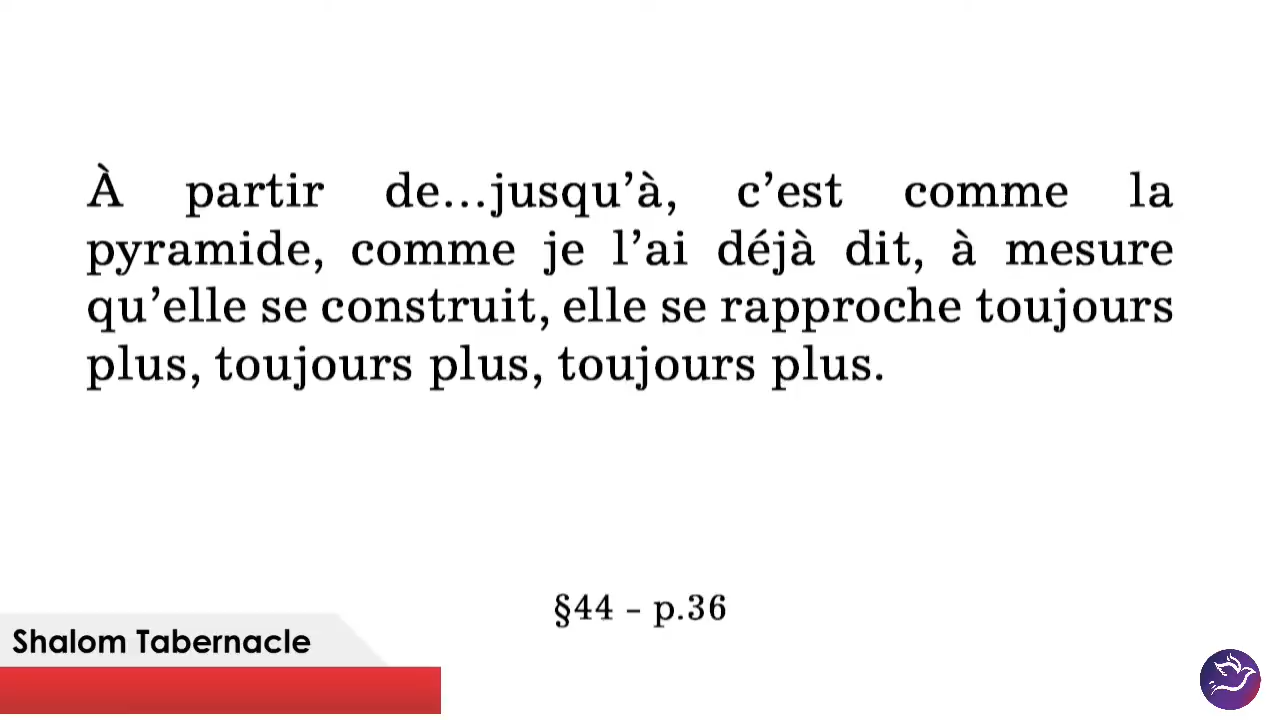 À partir de...jusqu’à, c’est comme la
pyramide, comme je l’ai déjà dit, à mesure
qu’elle se construit, elle se rapproche toujours
plus, toujours plus, toujours plus.
§44 – p.36
Shalom Tabernacle